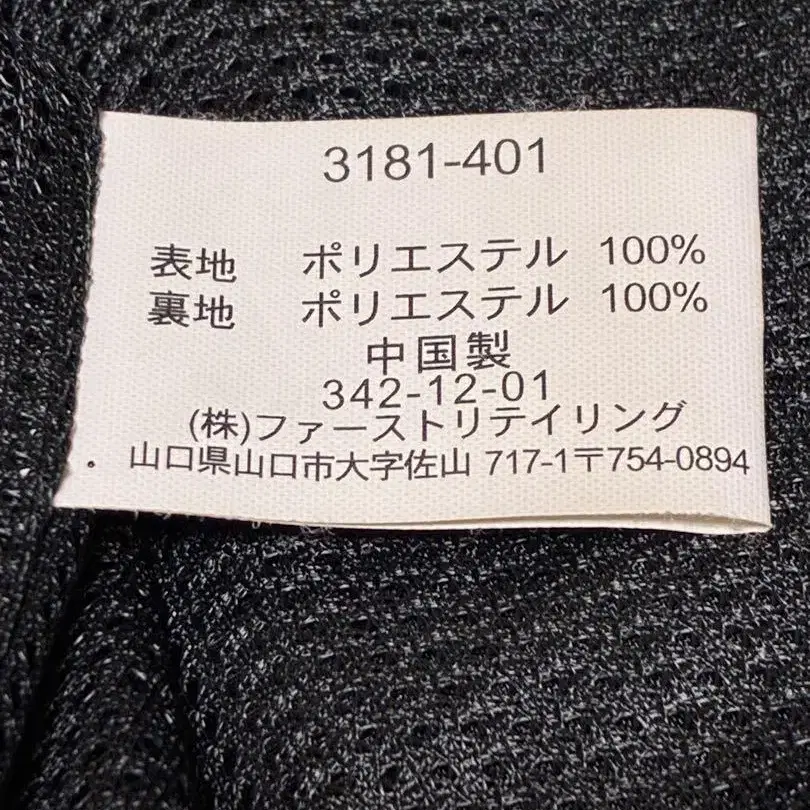 3181-401
表地 ポリエステル 100%
裏地 ポリエステル 100%
中国製
342-12-01
(株)ファーストリテイリング
. 山口県山口市大字佐山 717-1〒754-0894